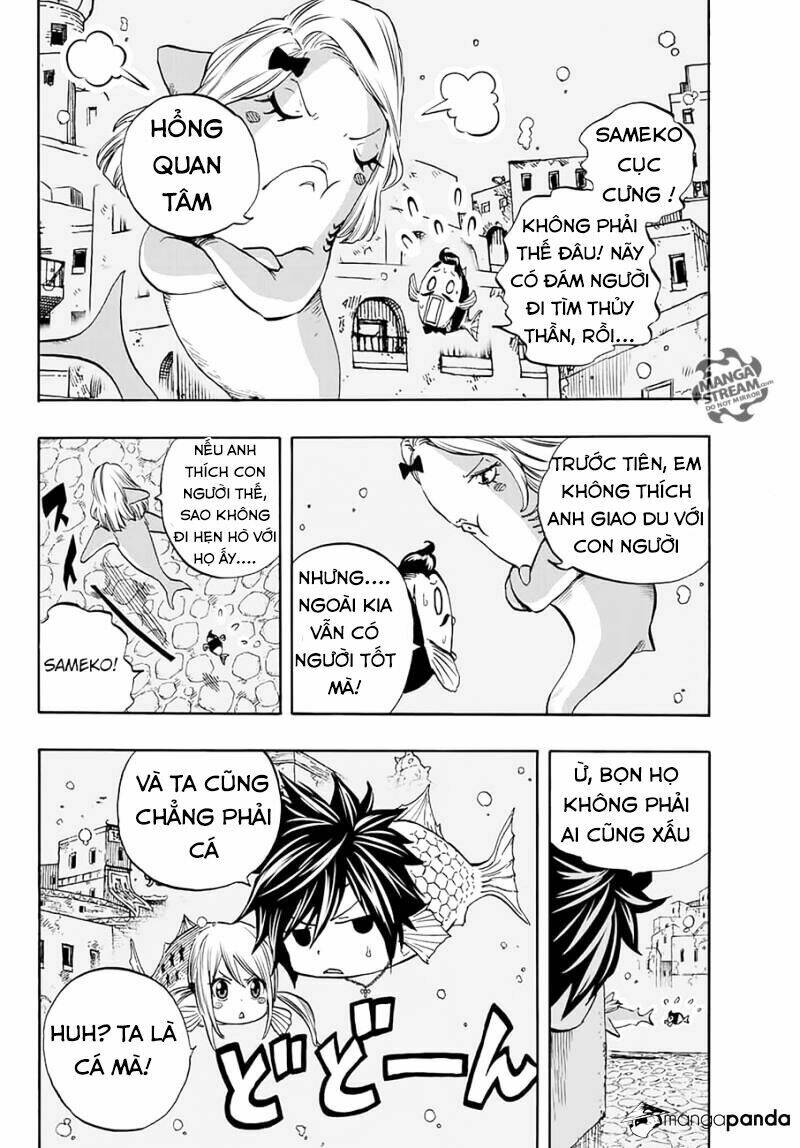 SAMEKO
CỤC
CƯNG !
KHÔNG PHẢI
THẾ ĐÂU! NÃY
CÓ ĐÁM NGƯỜI
ĐI TÌM THỦY
THẦN, RỒI...
HỔNG
QUAN
TÂM
MANGA
STREAM.com
DO NOT MIRROR
TRƯỚC TIÊN, EM
KHÔNG THÍCH
ANH GIAO DU VỚI
CON NGƯỜI
NHƯNG....
NGOÀI KIA
VẪN CÓ
NGƯỜI TỐT
MÀ!
NẾU ANH
THÍCH CON
NGƯỜI THẾ,
SAO KHÔNG
ĐI HẸN HÒ VỚI
HỌ ẤY....
SAMEKO!
Ừ, BỌN HỌ
KHÔNG PHẢI
AI CŨNG XẤU
VÀ TA CŨNG
CHẲNG PHẢI
CÁ
HUH? TA LÀ
CÁ MÀ!
どどーん
mangapanda